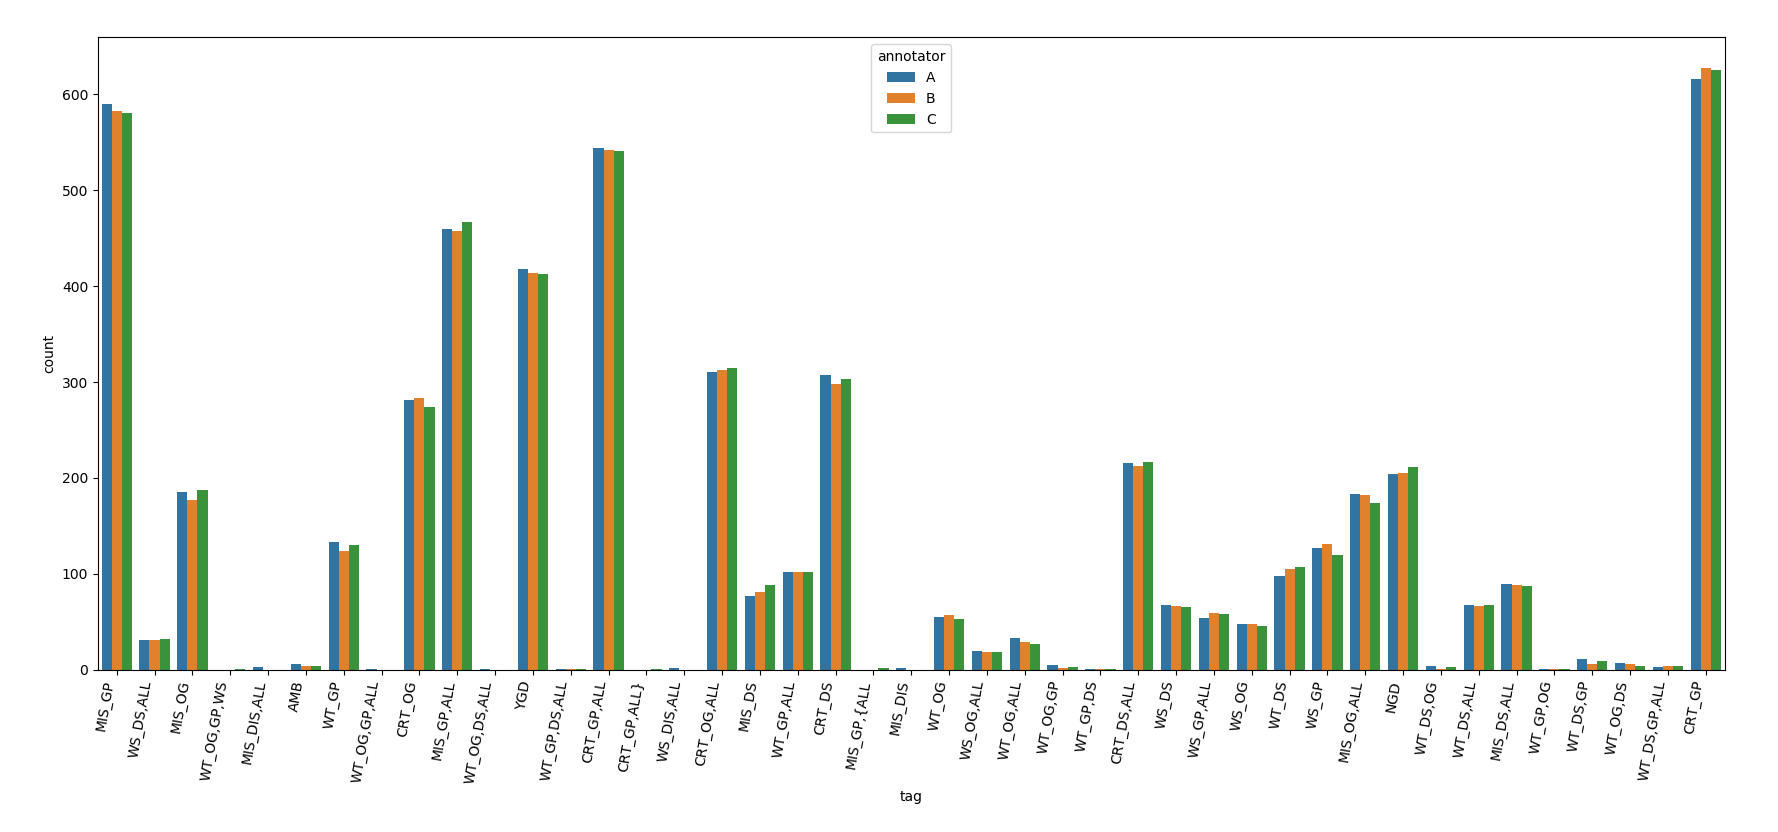 annotator
A
B
C
600
500
400
300
200
100
0
count
MIS_GP
WS_DS,ALL
MIS_OG
WT_OG,GP,WS
MIS_DIS,ALL
AMB
WT_GP
WT_OG,GP,ALL
CRT_OG
MIS_GP,ALL
WT_OG,DS,ALL
YGD
WT_GP,DS,ALL
CRT_GP,ALL
CRT_GP,ALL}
WS_DIS,ALL
CRT_OG,ALL
MIS_DS
WT_GP,ALL
CRT_DS
MIS_GP,{ALL
MIS_DIS
WT_OG
WS_OG,ALL
WT_OG,ALL
WT_OG,GP
WT_GP,DS
CRT_DS,ALL
WS_DS
WS_GP,ALL
WS_OG
WT_DS
WS_GP
MIS_OG,ALL
NGD
WT_DS,OG
WT_DS,ALL
MIS_DS,ALL
WT_GP,OG
WT_DS,GP
WT_OG,DS
WT_DS,GP,ALL
CRT_GP
tag